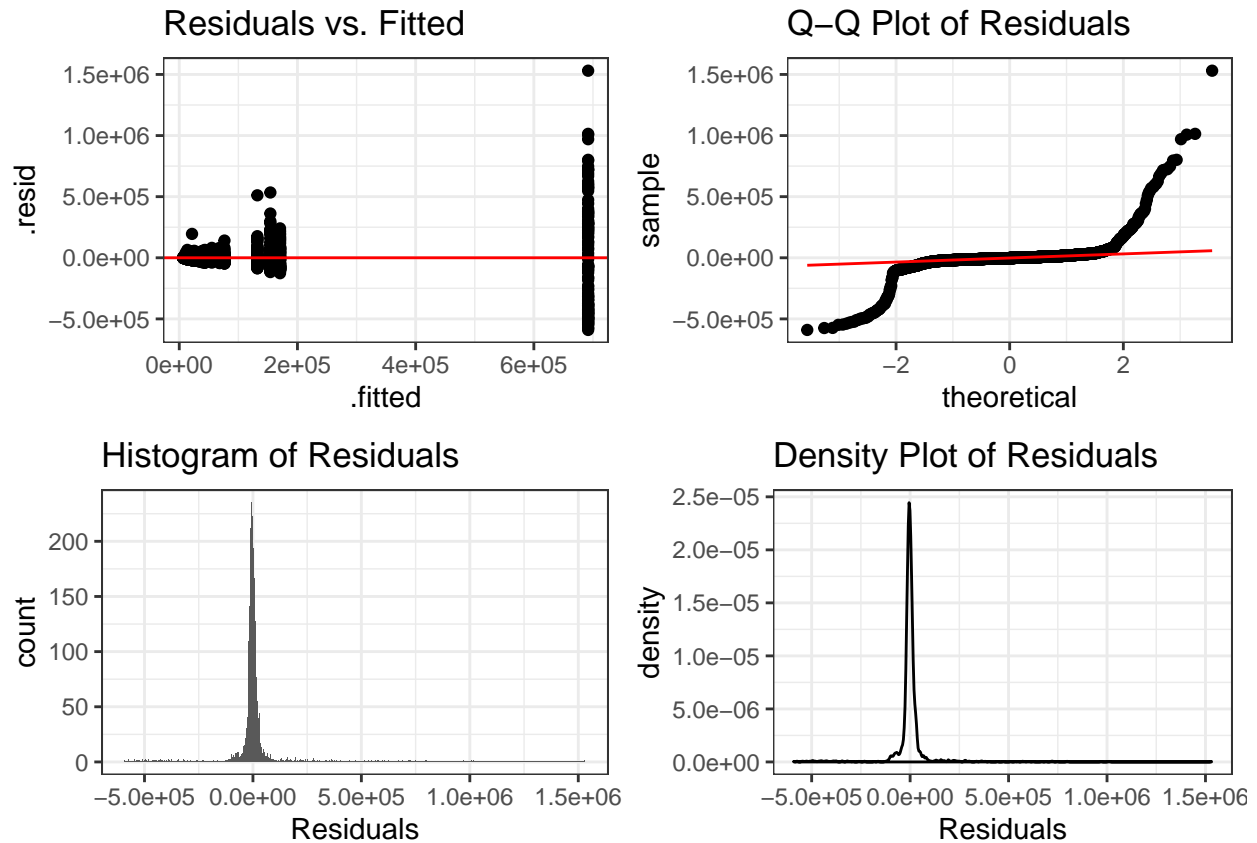 Residuals vs. Fitted
1.5e+06
1.0e+06
5.0e+05
0.0e+00
−5.0e+05
.resid
0e+00 2e+05 4e+05 6e+05
.fitted
Q−Q Plot of Residuals
1.5e+06
1.0e+06
5.0e+05
0.0e+00
−5.0e+05
sample
−2 0 2
theoretical
Histogram of Residuals
200
150
100
50
0
count
−5.0e+05 0.0e+00 5.0e+05 1.0e+06 1.5e+06
Residuals
Density Plot of Residuals
2.5e−05
2.0e−05
1.5e−05
1.0e−05
5.0e−06
0.0e+00
density
−5.0e+05 0.0e+00 5.0e+05 1.0e+06 1.5e+06
Residuals